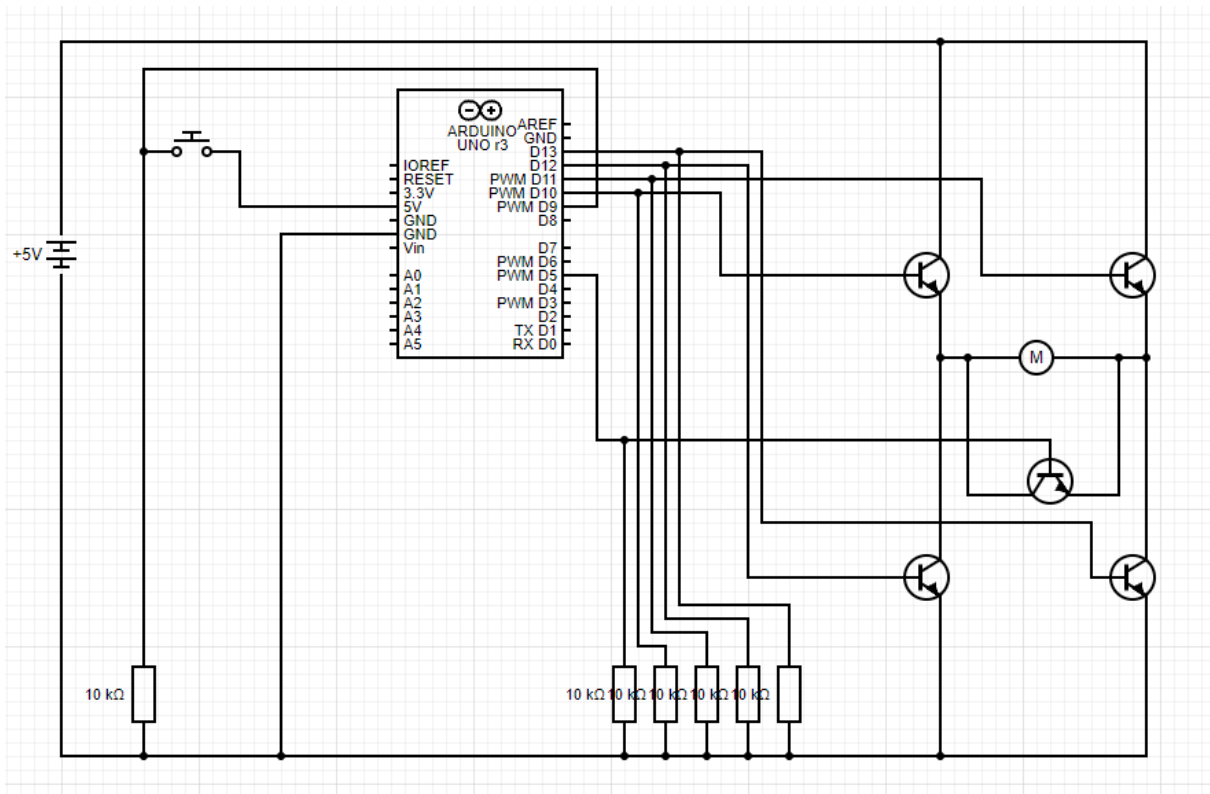 ARDUINO
UNO r3
AREF
GND
D13
D12
PWM D11
PWM D10
PWM D9
D8
D7
PWM D6
PWM D5
D4
PWM D3
D2
TX D1
RX D0
IOREF
RESET
3.3V
5V
GND
GND
Vin
A0
A1
A2
A3
A4
A5
+5V
M
10 kΩ
10 kΩ
10 kΩ
10 kΩ
10 kΩ
10 kΩ